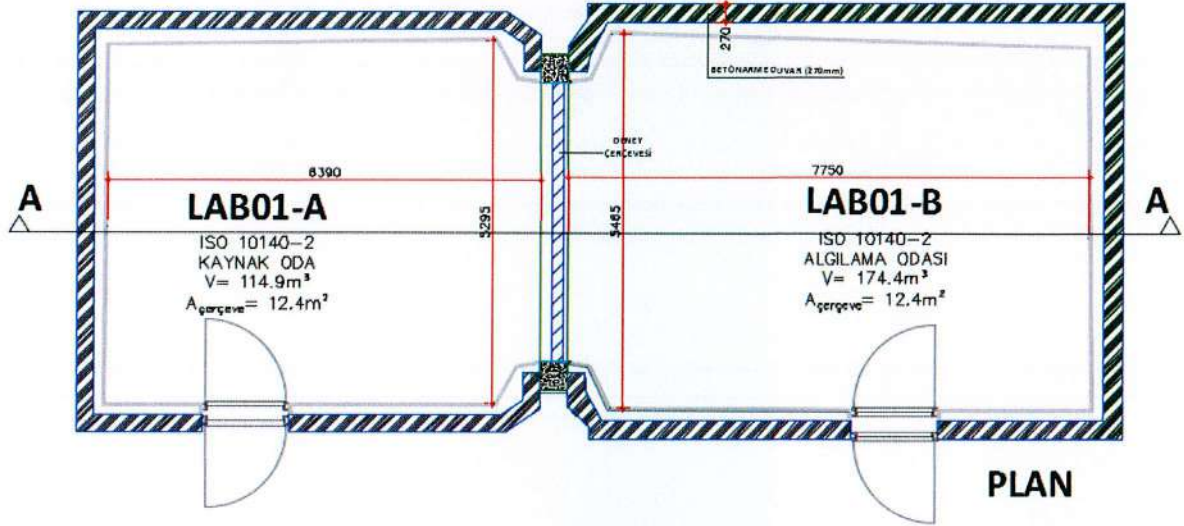 270
BETONARME DUVAR (270mm)
DENEY
ÇERÇEVESİ
6390
7750
A
LAB01-A
LAB01-B
A
5295
5465
ISO 10140-2
KAYNAK ODA
V= 114.9m³
Açerçeve= 12.4m²
ISO 10140-2
ALGILAMA ODASI
V= 174.4m³
Açerçeve= 12.4m²
PLAN